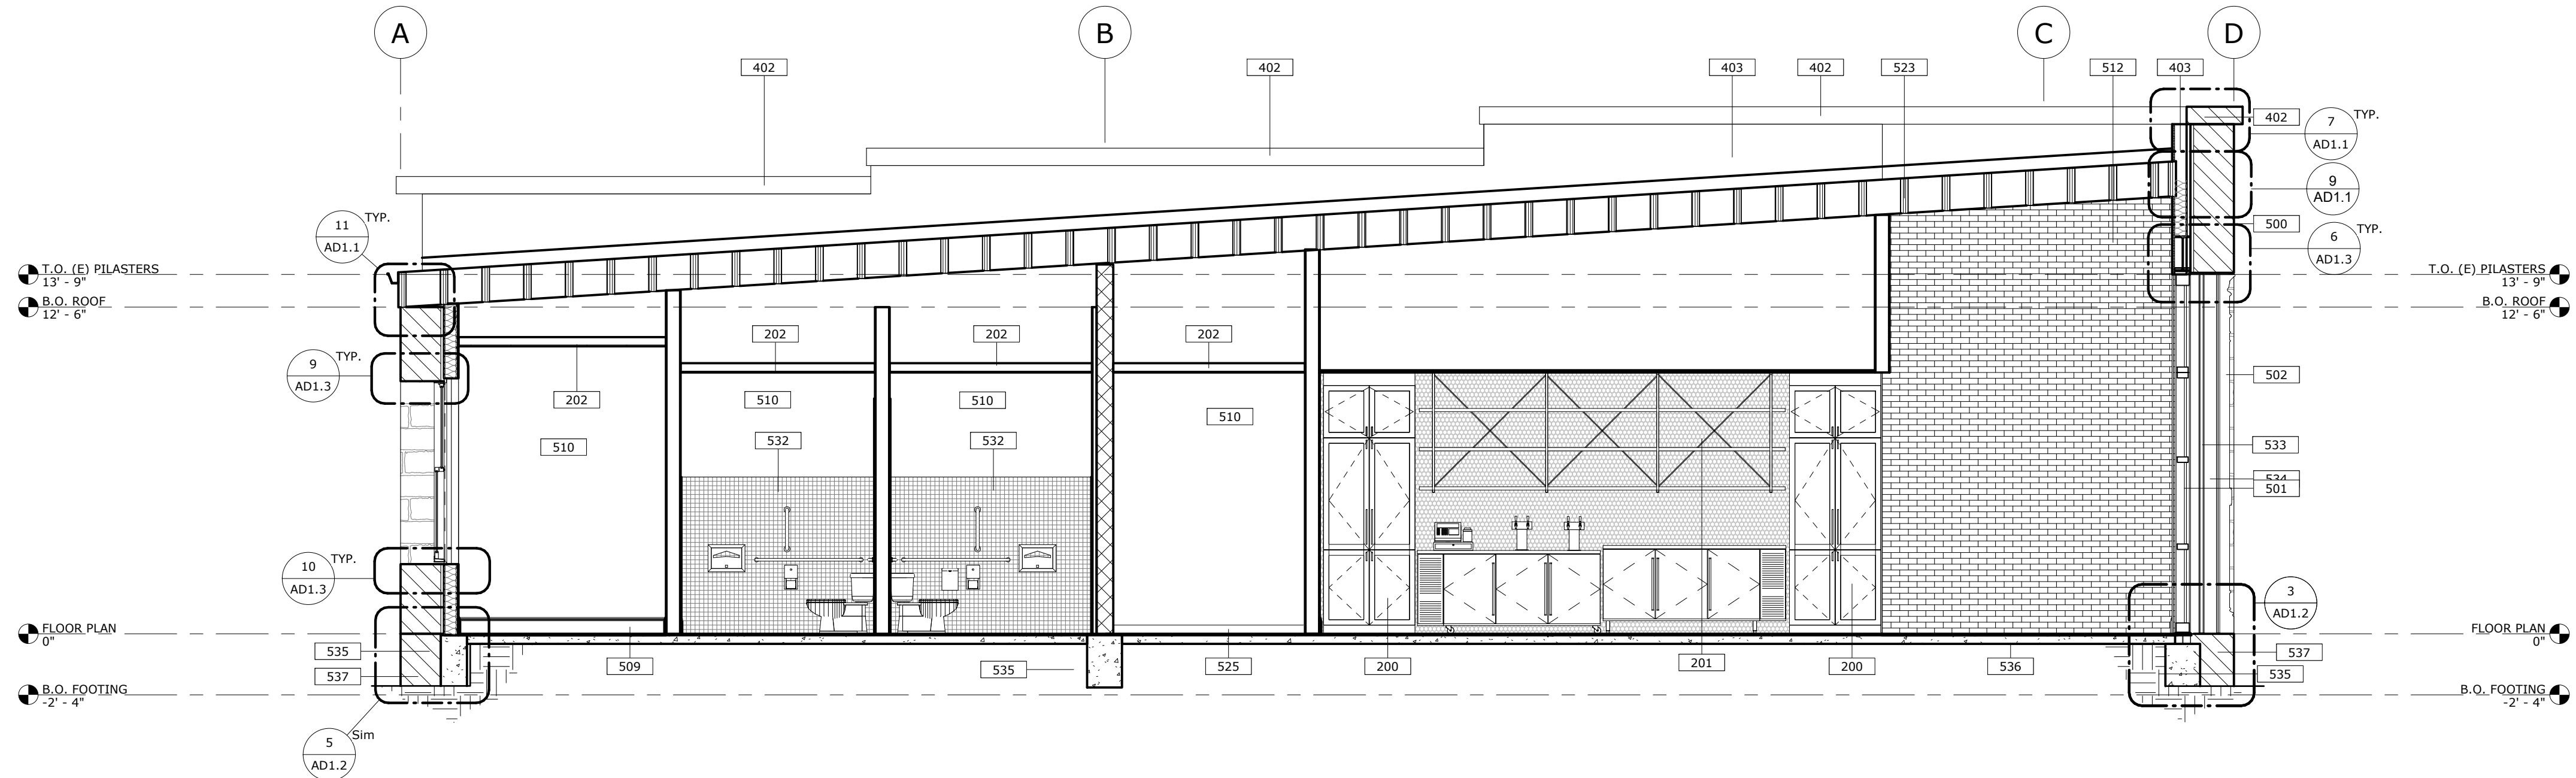 A
B
C
D
402
402
403
402
523
512
403
402
7
AD1.1
TYP.
9
AD1.1
500
6
AD1.3
TYP.
11
AD1.1
TYP.
T.O. (E) PILASTERS
13' - 9"
B.O. ROOF
12' - 6"
T.O. (E) PILASTERS
13' - 9"
B.O. ROOF
12' - 6"
202
202
202
9
AD1.3
TYP.
202
510
510
510
510
532
532
502
533
534
501
10
AD1.3
TYP.
3
AD1.2
FLOOR PLAN
0"
FLOOR PLAN
0"
535
537
509
535
525
200
201
200
536
537
535
B.O. FOOTING
-2' - 4"
B.O. FOOTING
-2' - 4"
5
AD1.2
Sim